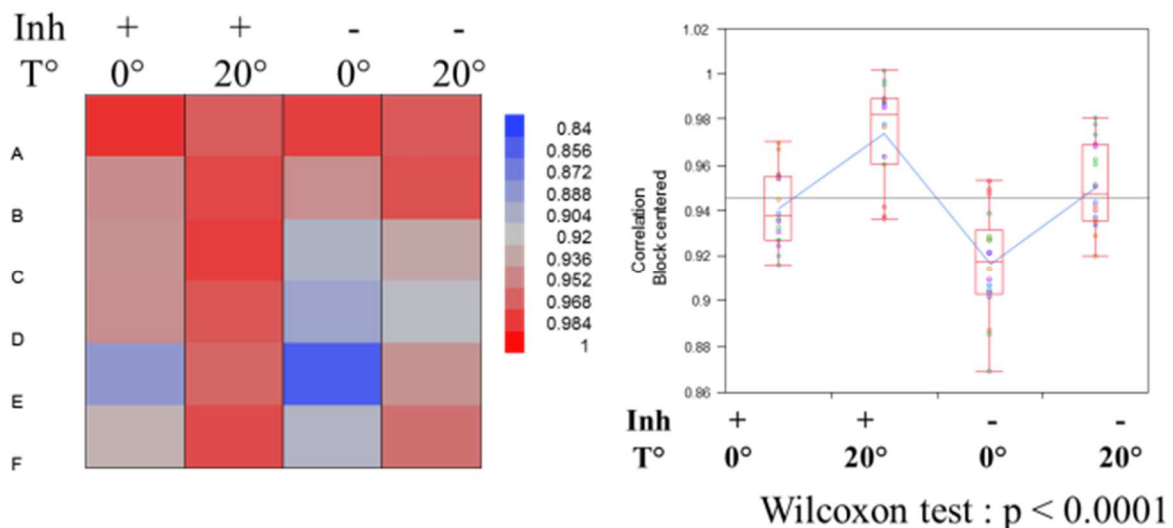 Inh + + - -
T° 0° 20° 0° 20°
A
B
C
D
E
F
0.84
0.856
0.872
0.888
0.904
0.92
0.936
0.952
0.968
0.984
1
Correlation
Block centered
1.02
1
0.98
0.96
0.94
0.92
0.9
0.88
0.86
Inh + + - -
T° 0° 20° 0° 20°
Wilcoxon test : p < 0.0001